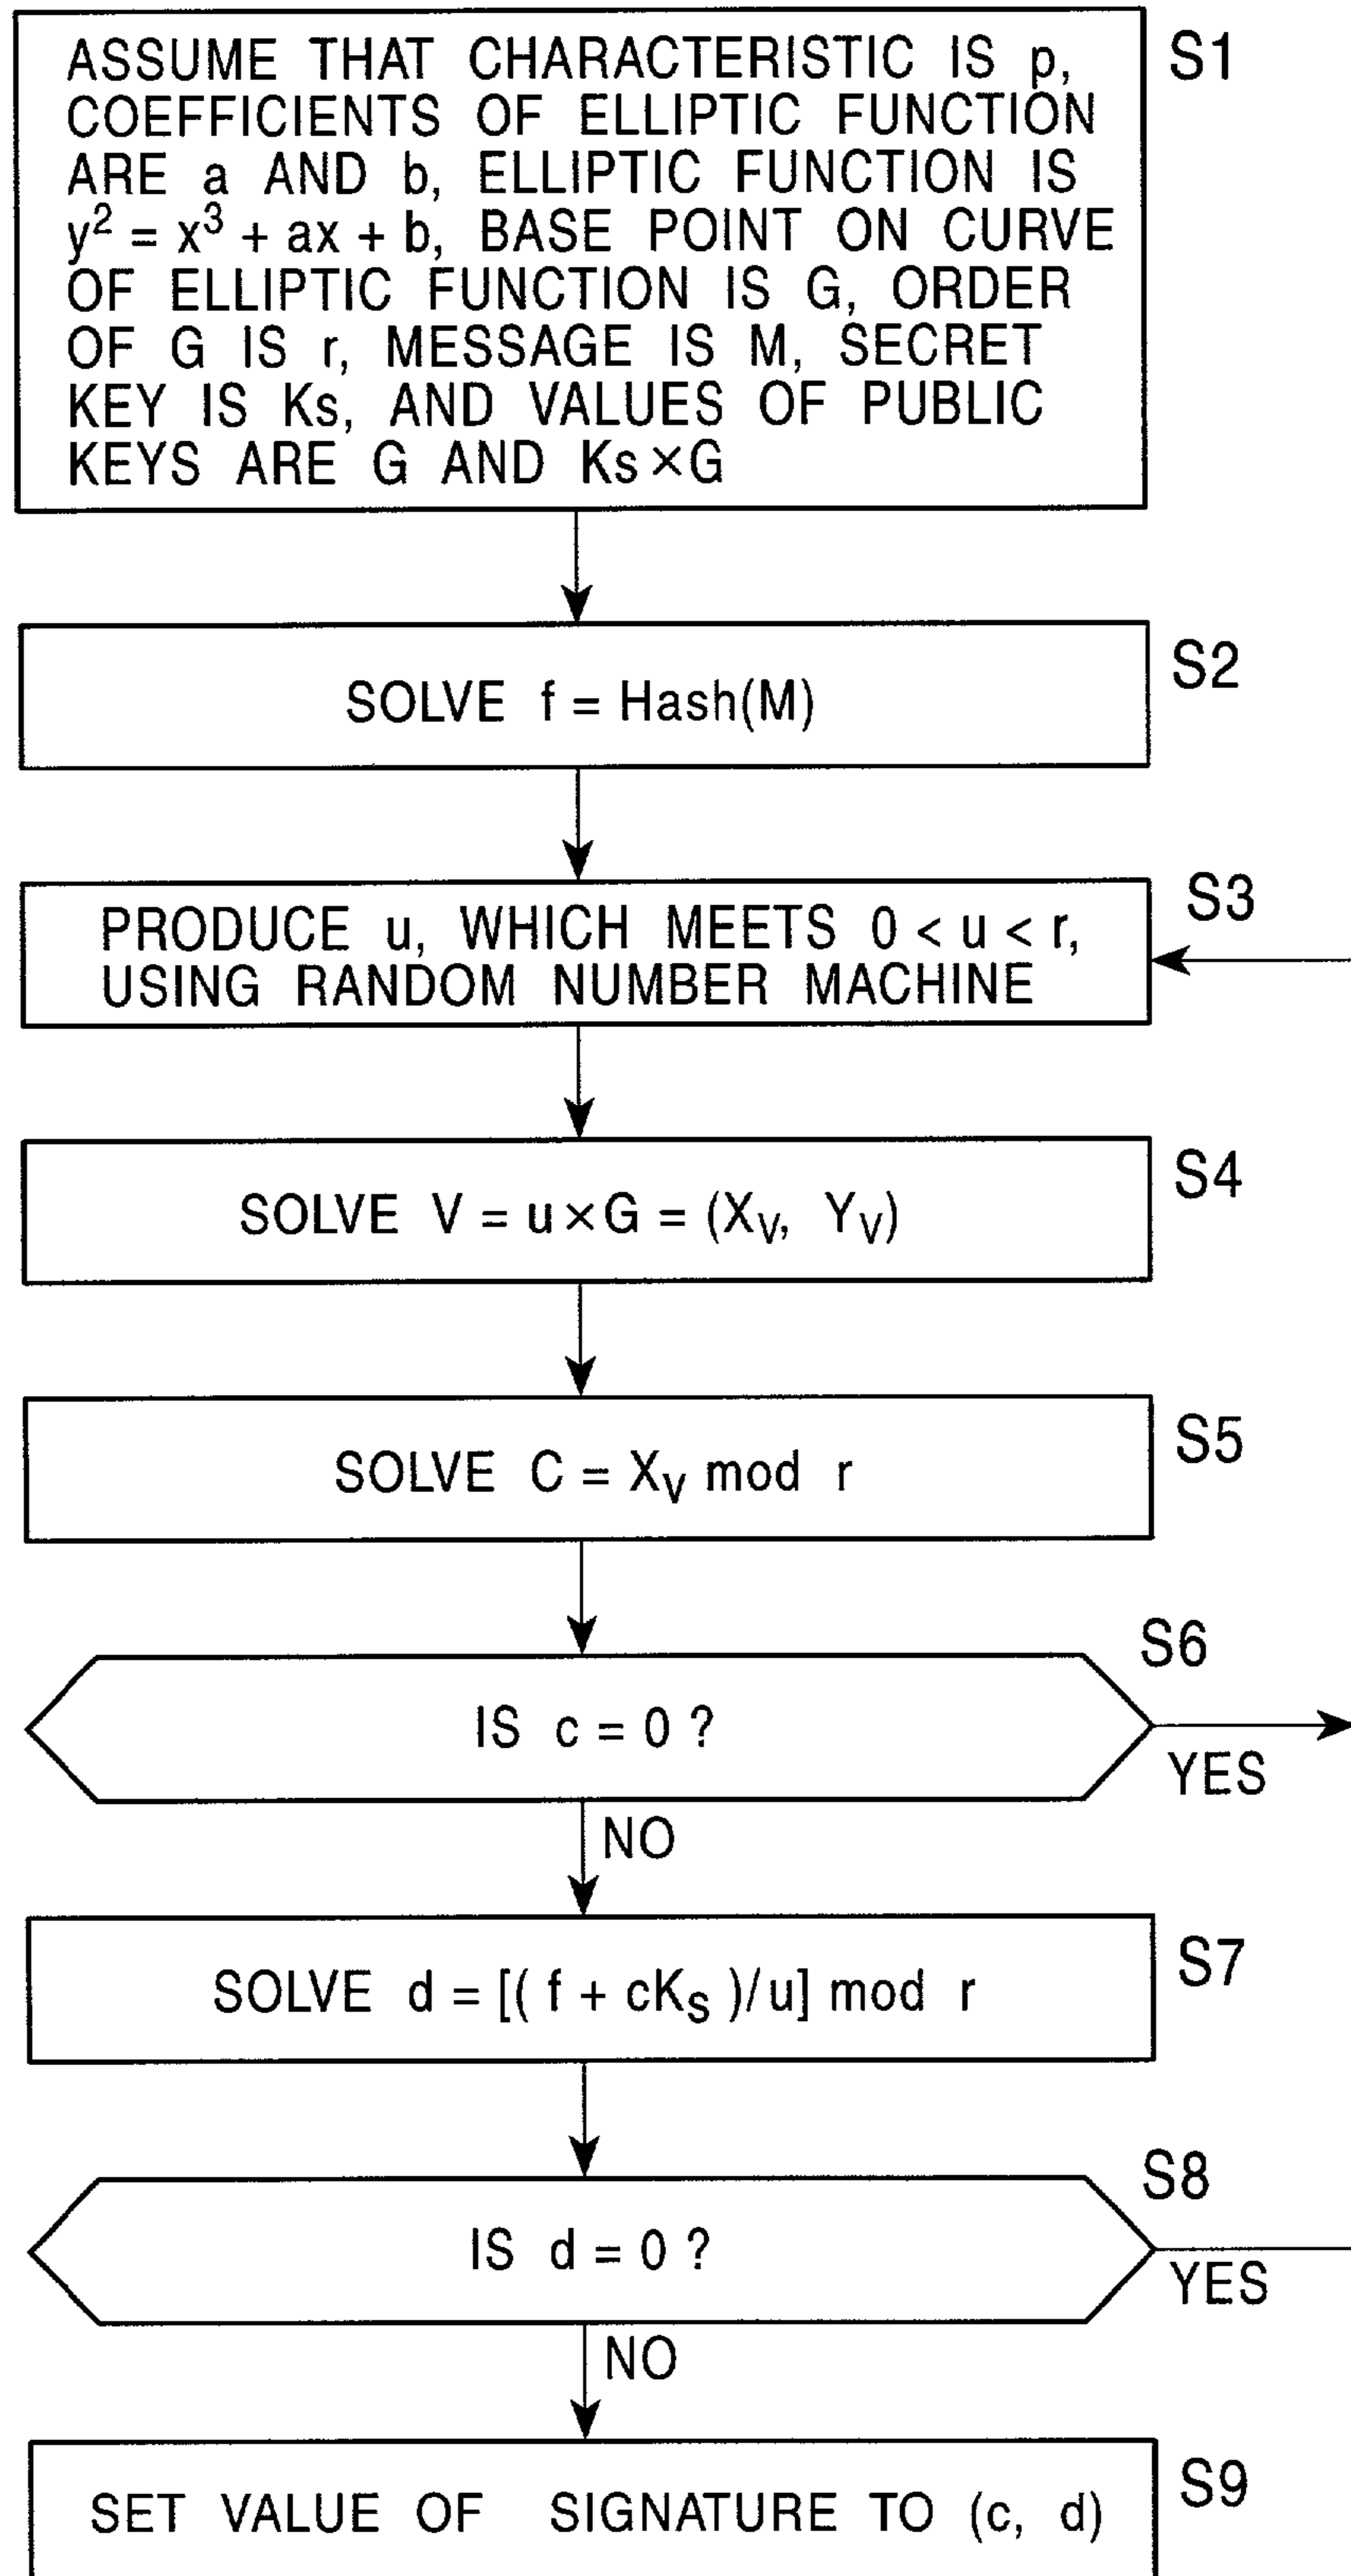 ASSUME THAT CHARACTERISTIC IS p,
COEFFICIENTS OF ELLIPTIC FUNCTION
ARE a AND b, ELLIPTIC FUNCTION IS
y² = x³ + ax + b, BASE POINT ON CURVE
OF ELLIPTIC FUNCTION IS G, ORDER
OF G IS r, MESSAGE IS M, SECRET
KEY IS Ks, AND VALUES OF PUBLIC
KEYS ARE G AND Ks×G
S1
SOLVE f = Hash(M)
S2
PRODUCE u, WHICH MEETS 0 < u < r,
USING RANDOM NUMBER MACHINE
S3
SOLVE V = u×G = (X_V, Y_V)
S4
SOLVE C = X_V mod r
S5
IS c = 0 ?
S6
YES
NO
SOLVE d = [( f + cK_S )/u] mod r
S7
IS d = 0 ?
S8
YES
NO
SET VALUE OF SIGNATURE TO (c, d)
S9